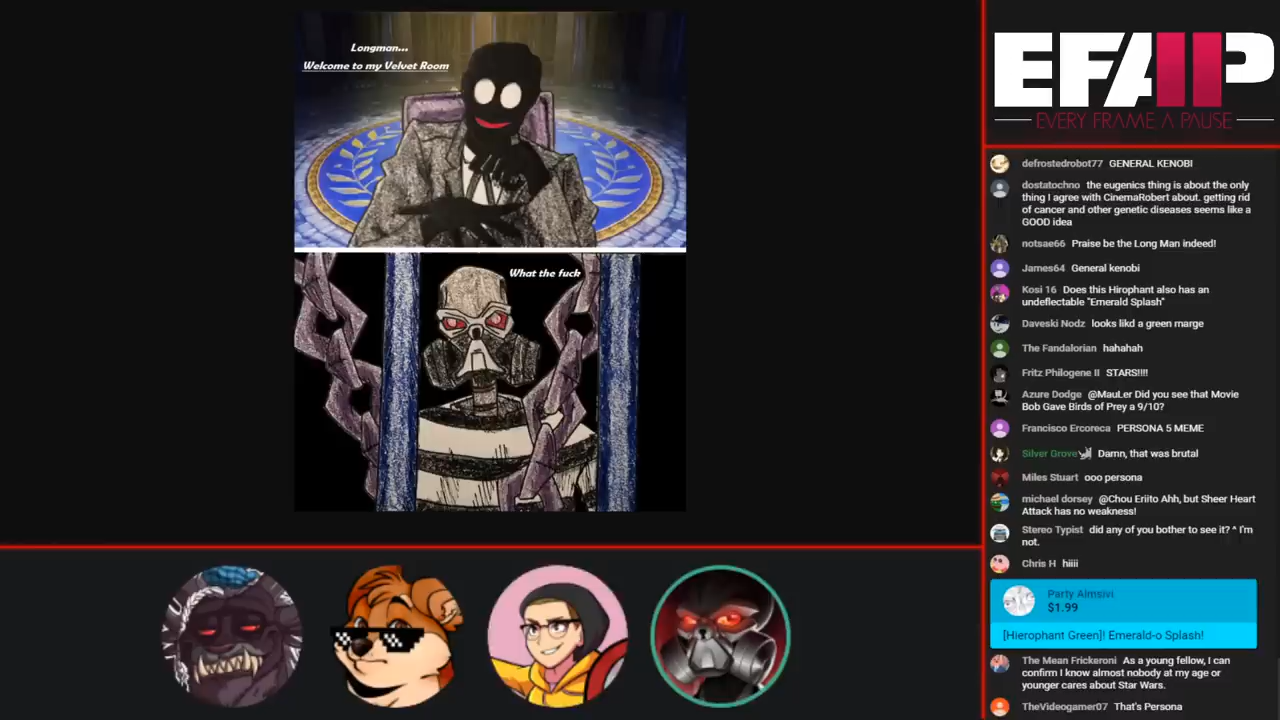 Longman...
Welcome to my Velvet Room
What the fuck
EFAP
EVERY FRAME A PAUSE
defrostedrobot77 GENERAL KENOBI
dostatochno the eugenics thing is about the only
thing I agree with CinemaRobert about. getting rid
of cancer and other genetic diseases seems like a
GOOD idea
notsae66 Praise be the Long Man indeed!
James64 General kenobi
Kosi 16 Does this Hirophant also has an
undeflectable "Emerald Splash"
Daveski Nodz looks likd a green marge
The Fandalorian hahahah
Fritz Philogene II STARS!!!!
Azure Dodge @MauLer Did you see that Movie
Bob Gave Birds of Prey a 9/10?
Francisco Ercoreca PERSONA 5 MEME
Silver Grove Damn, that was brutal
Miles Stuart ooo persona
michael dorsey @Chou Eriito Ahh, but Sheer Heart
Attack has no weakness!
Stereo Typist did any of you bother to see it? ^ I'm
not.
Chris H hiiii
Party Almsivi
$1.99
[Hierophant Green]! Emerald-o Splash!
The Mean Frickeroni As a young fellow, I can
confirm I know almost nobody at my age or
younger cares about Star Wars.
TheVideogamer07 That's Persona